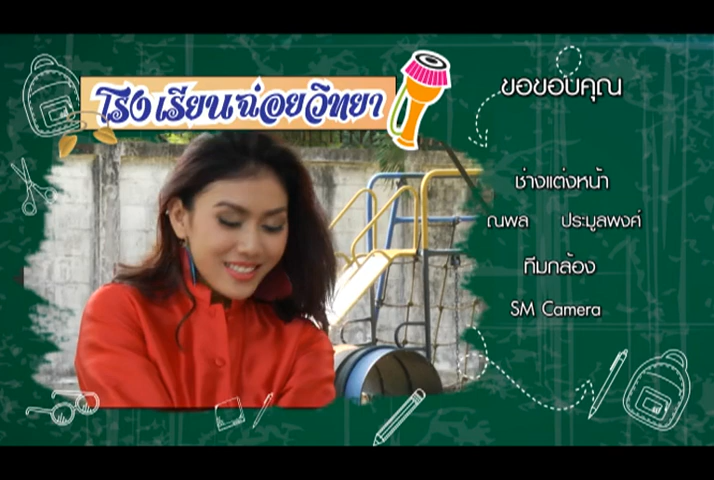 โรงเรียนฉ่อยวิทยา
ขอขอบคุณ
ช่างแต่งหน้า
ณพล ประมูลพงศ์
ทีมกล้อง
SM Camera